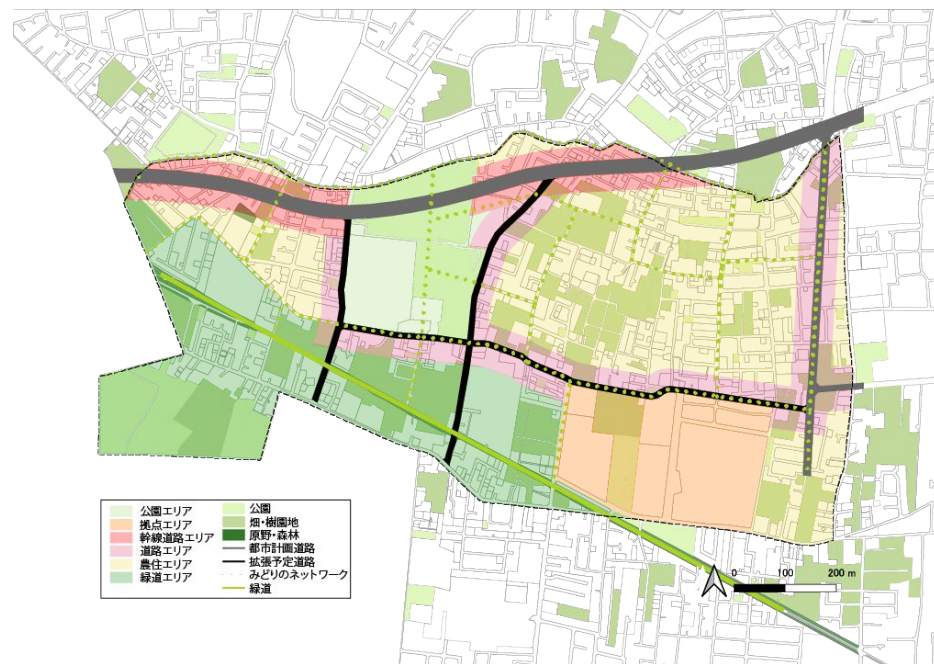 公園エリア
拠点エリア
幹線道路エリア
道路エリア
農住エリア
緑道エリア
公園
畑・樹園地
原野・森林
都市計画道路
拡張予定道路
みどりのネットワーク
緑道
0 100 200 m